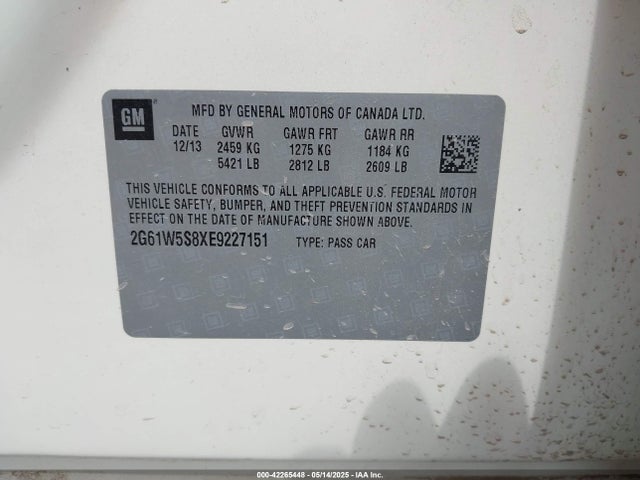 GM
MFD BY GENERAL MOTORS OF CANADA LTD.
DATE GVWR GAWR FRT GAWR RR
12/13 2459 KG 1275 KG 1184 KG
5421 LB 2812 LB 2609 LB
THIS VEHICLE CONFORMS TO ALL APPLICABLE U.S. FEDERAL MOTOR
VEHICLE SAFETY, BUMPER, AND THEFT PREVENTION STANDARDS IN
EFFECT ON THE DATE OF MANUFACTURE SHOWN ABOVE.
2G61W5S8XE9227151 TYPE: PASS CAR
000-42265448 - 05/14/2025 - IAA Inc.